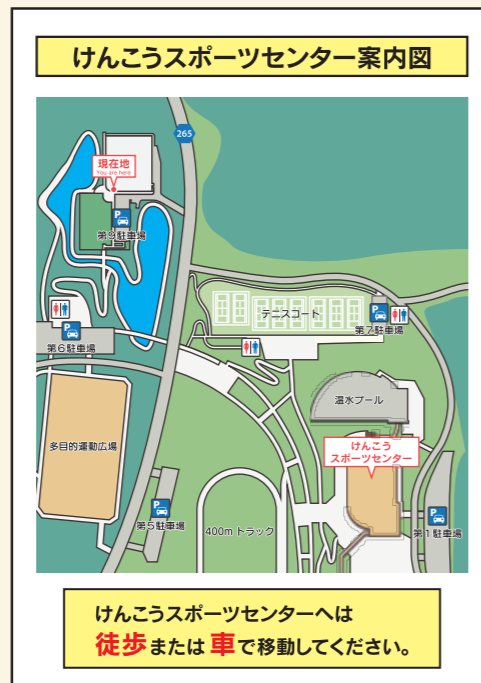 けんこうスポーツセンター案内図
265
現在地
You are here
P
第9駐車場
P
第6駐車場
テニスコート
P
第7駐車場
温水プール
けんこう
スポーツセンター
多目的運動広場
P
第5駐車場
400mトラック
P
第1駐車場
けんこうスポーツセンターへは
徒歩または車で移動してください。